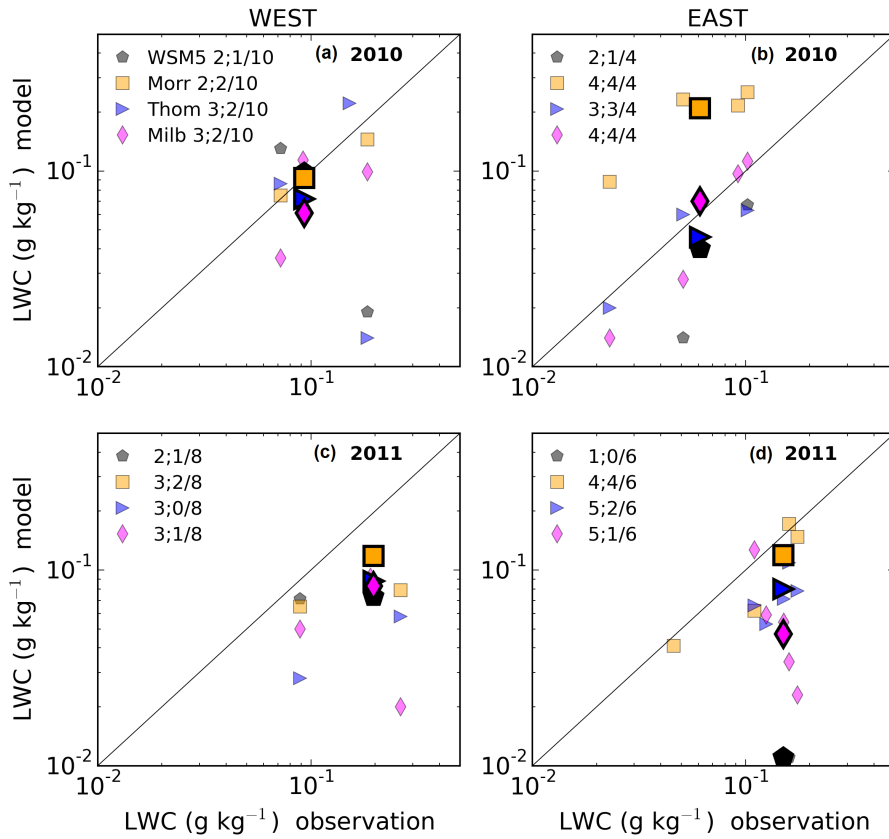 WEST
EAST
(a) 2010
WSM5 2;1/10
Morr 2;2/10
Thom 3;2/10
Milb 3;2/10
LWC (g kg⁻¹) model
10⁻¹
10⁻²
10⁻²
10⁻¹
(b) 2010
2;1/4
4;4/4
3;3/4
4;4/4
10⁻¹
10⁻²
10⁻²
10⁻¹
(c) 2011
2;1/8
3;2/8
3;0/8
3;1/8
LWC (g kg⁻¹) model
10⁻¹
10⁻²
10⁻²
10⁻¹
LWC (g kg⁻¹) observation
(d) 2011
1;0/6
4;4/6
5;2/6
5;1/6
10⁻¹
10⁻²
10⁻²
10⁻¹
LWC (g kg⁻¹) observation